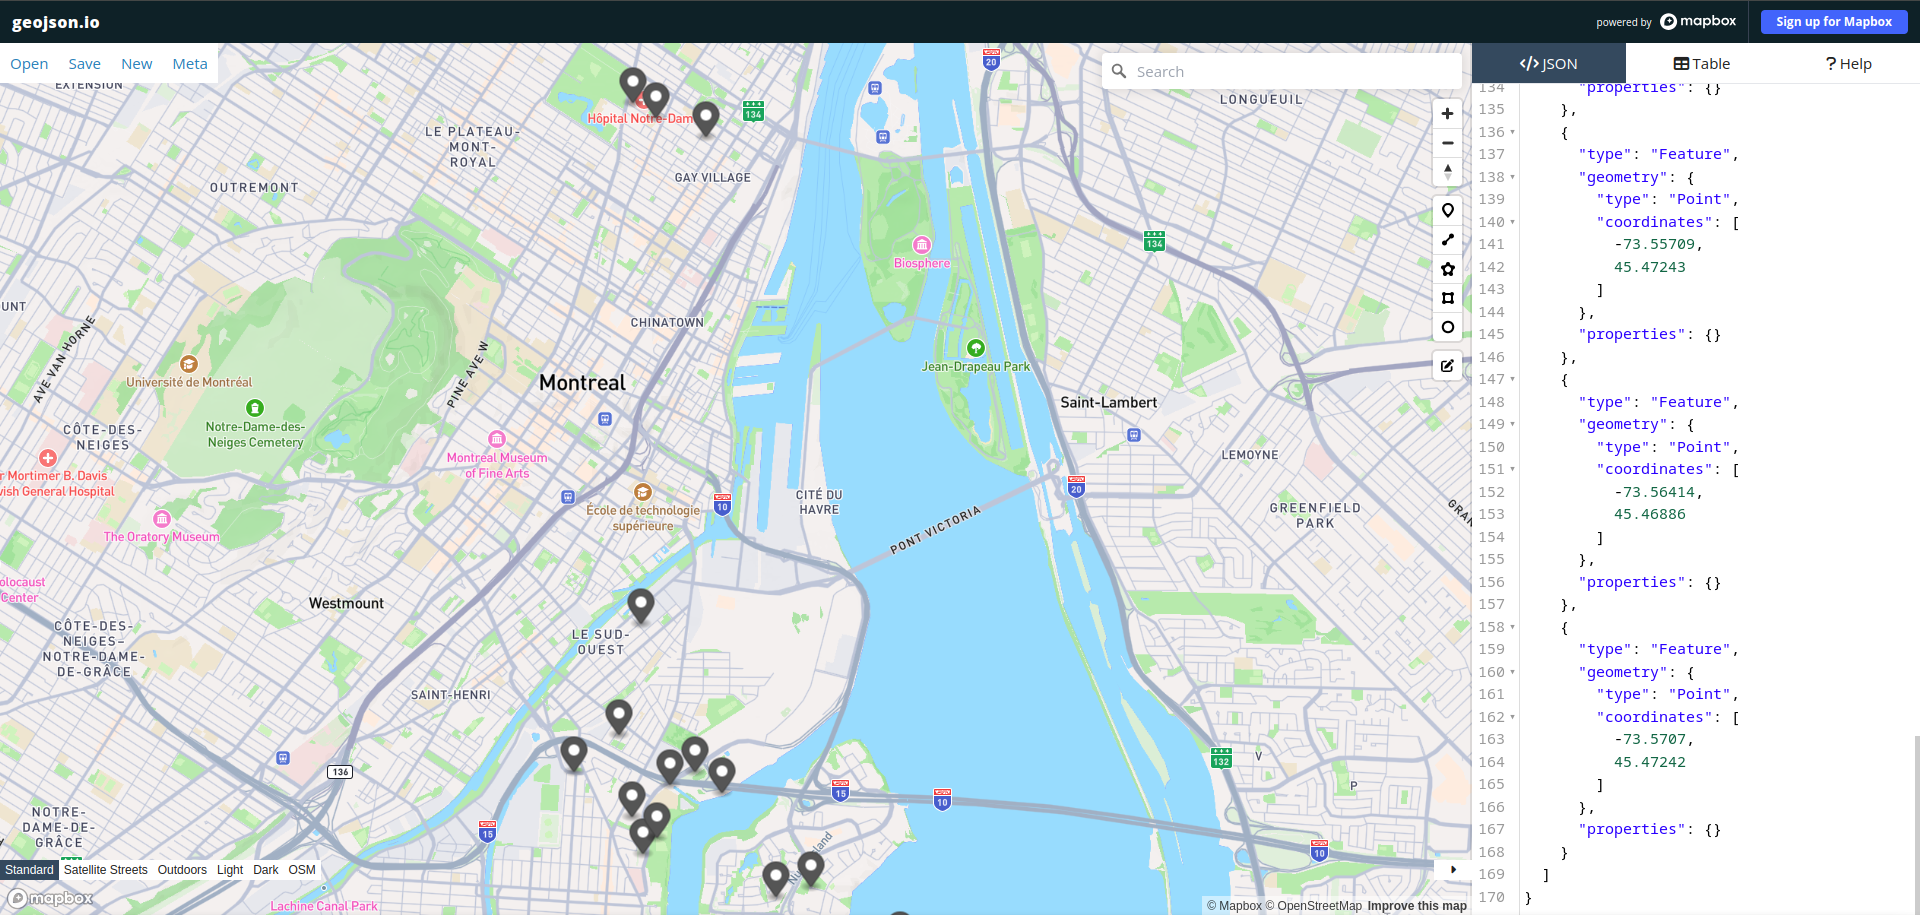 geojson.io
powered by mapbox
Sign up for Mapbox
Open Save New Meta
Search
JSON
Table
? Help
EXTENSION
LE PLATEAU-
MONT-
ROYAL
OUTREMONT
Hôpital Notre-Dam
134
20
LONGUEUIL
GAY VILLAGE
134
Biosphere
CHINATOWN
UNT
AVE VAN HORNE
PINE AVE W
Université de Montréal
Notre-Dame-des-
Neiges Cemetery
Montreal
Jean-Drapeau Park
Saint-Lambert
CÔTE-DES-
NEIGES
Montreal Museum
of Fine Arts
LEMOYNE
r Mortimer B. Davis
vish General Hospital
CITÉ DU
HAVRE
10
20
École de technologie
supérieure
PONT VICTORIA
GREENFIELD
PARK
GRAN
The Oratory Museum
olocaust
Center
Westmount
CÔTE-DES-
NEIGES–
NOTRE-DAME-
DE-GRÂCE
LE SUD-
OUEST
SAINT-HENRI
136
132
V
P
15
10
NOTRE-
DAME-DE-
GRÂCE
15
10
Standard Satellite Streets Outdoors Light Dark OSM
mapbox
Lachine Canal Park
© Mapbox © OpenStreetMap Improve this map
134 "properties": {}
135 },
136 {
137 "type": "Feature",
138 "geometry": {
139 "type": "Point",
140 "coordinates": [
141 -73.55709,
142 45.47243
143 ]
144 },
145 "properties": {}
146 },
147 {
148 "type": "Feature",
149 "geometry": {
150 "type": "Point",
151 "coordinates": [
152 -73.56414,
153 45.46886
154 ]
155 },
156 "properties": {}
157 },
158 {
159 "type": "Feature",
160 "geometry": {
161 "type": "Point",
162 "coordinates": [
163 -73.5707,
164 45.47242
165 ]
166 },
167 "properties": {}
168 }
169 ]
170 }